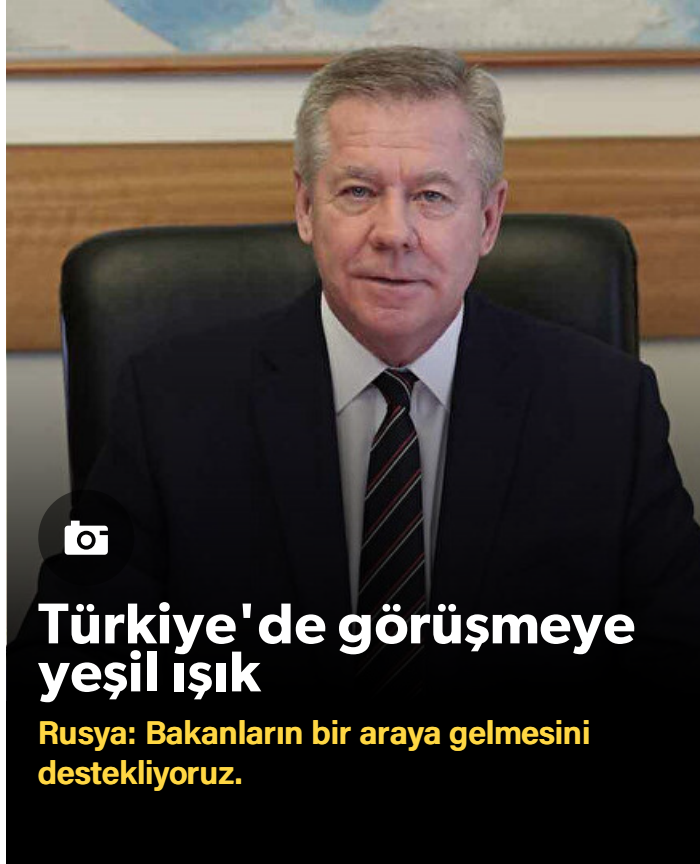 Türkiye'de görüşmeye
yeşil ışık
Rusya: Bakanların bir araya gelmesini
destekliyoruz.